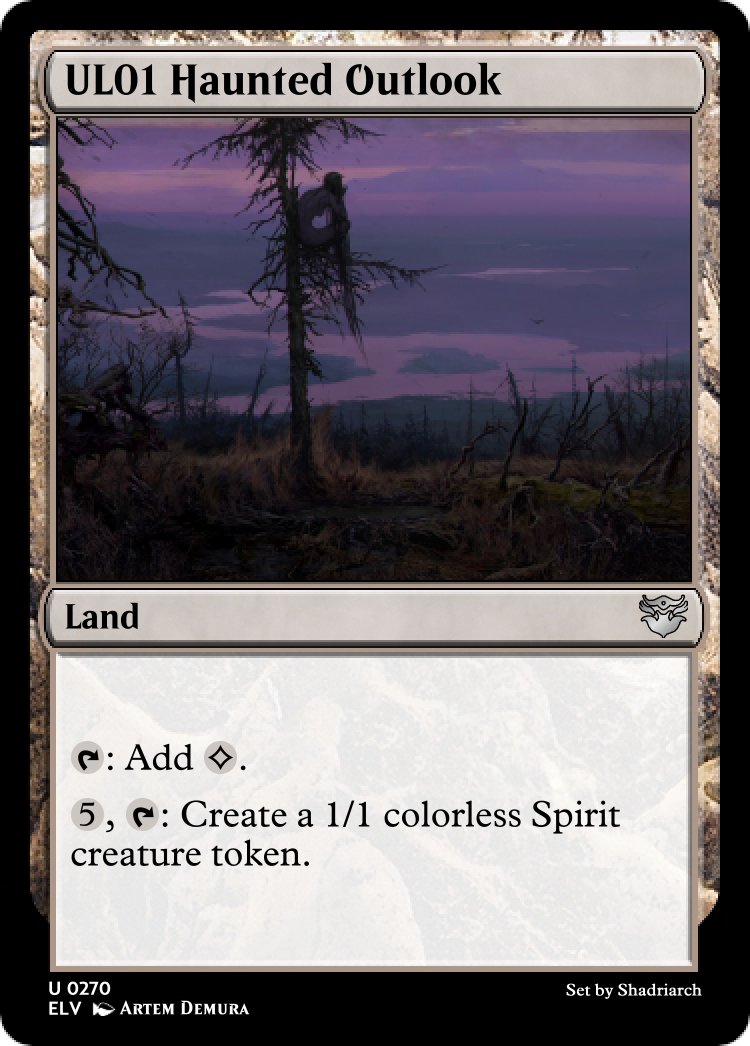 UL01 Haunted Outlook
Land
: Add .
5, : Create a 1/1 colorless Spirit
creature token.
U 0270
ELV ARTEM DEMURA
Set by Shadriarch